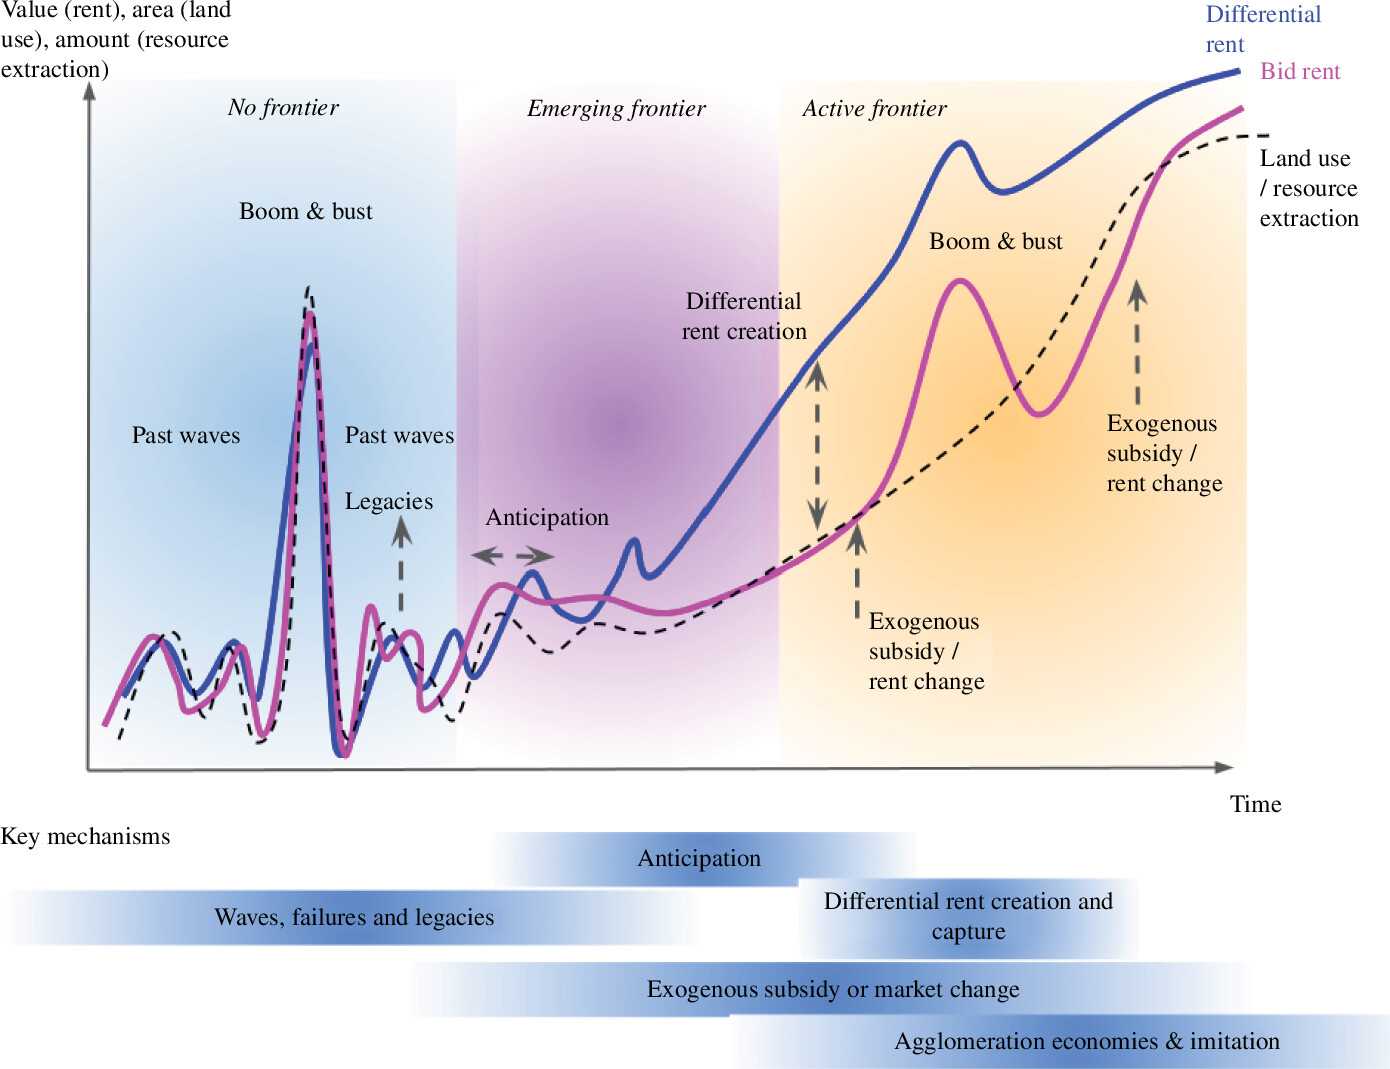 Value (rent), area (land
use), amount (resource
extraction)
Differential
rent
Bid rent
No frontier
Emerging frontier
Active frontier
Land use
/ resource
extraction
Boom & bust
Boom & bust
Differential
rent creation
Past waves
Past waves
Legacies
Anticipation
Exogenous
subsidy /
rent change
Exogenous
subsidy /
rent change
Time
Key mechanisms
Anticipation
Waves, failures and legacies
Differential rent creation and
capture
Exogenous subsidy or market change
Agglomeration economies & imitation